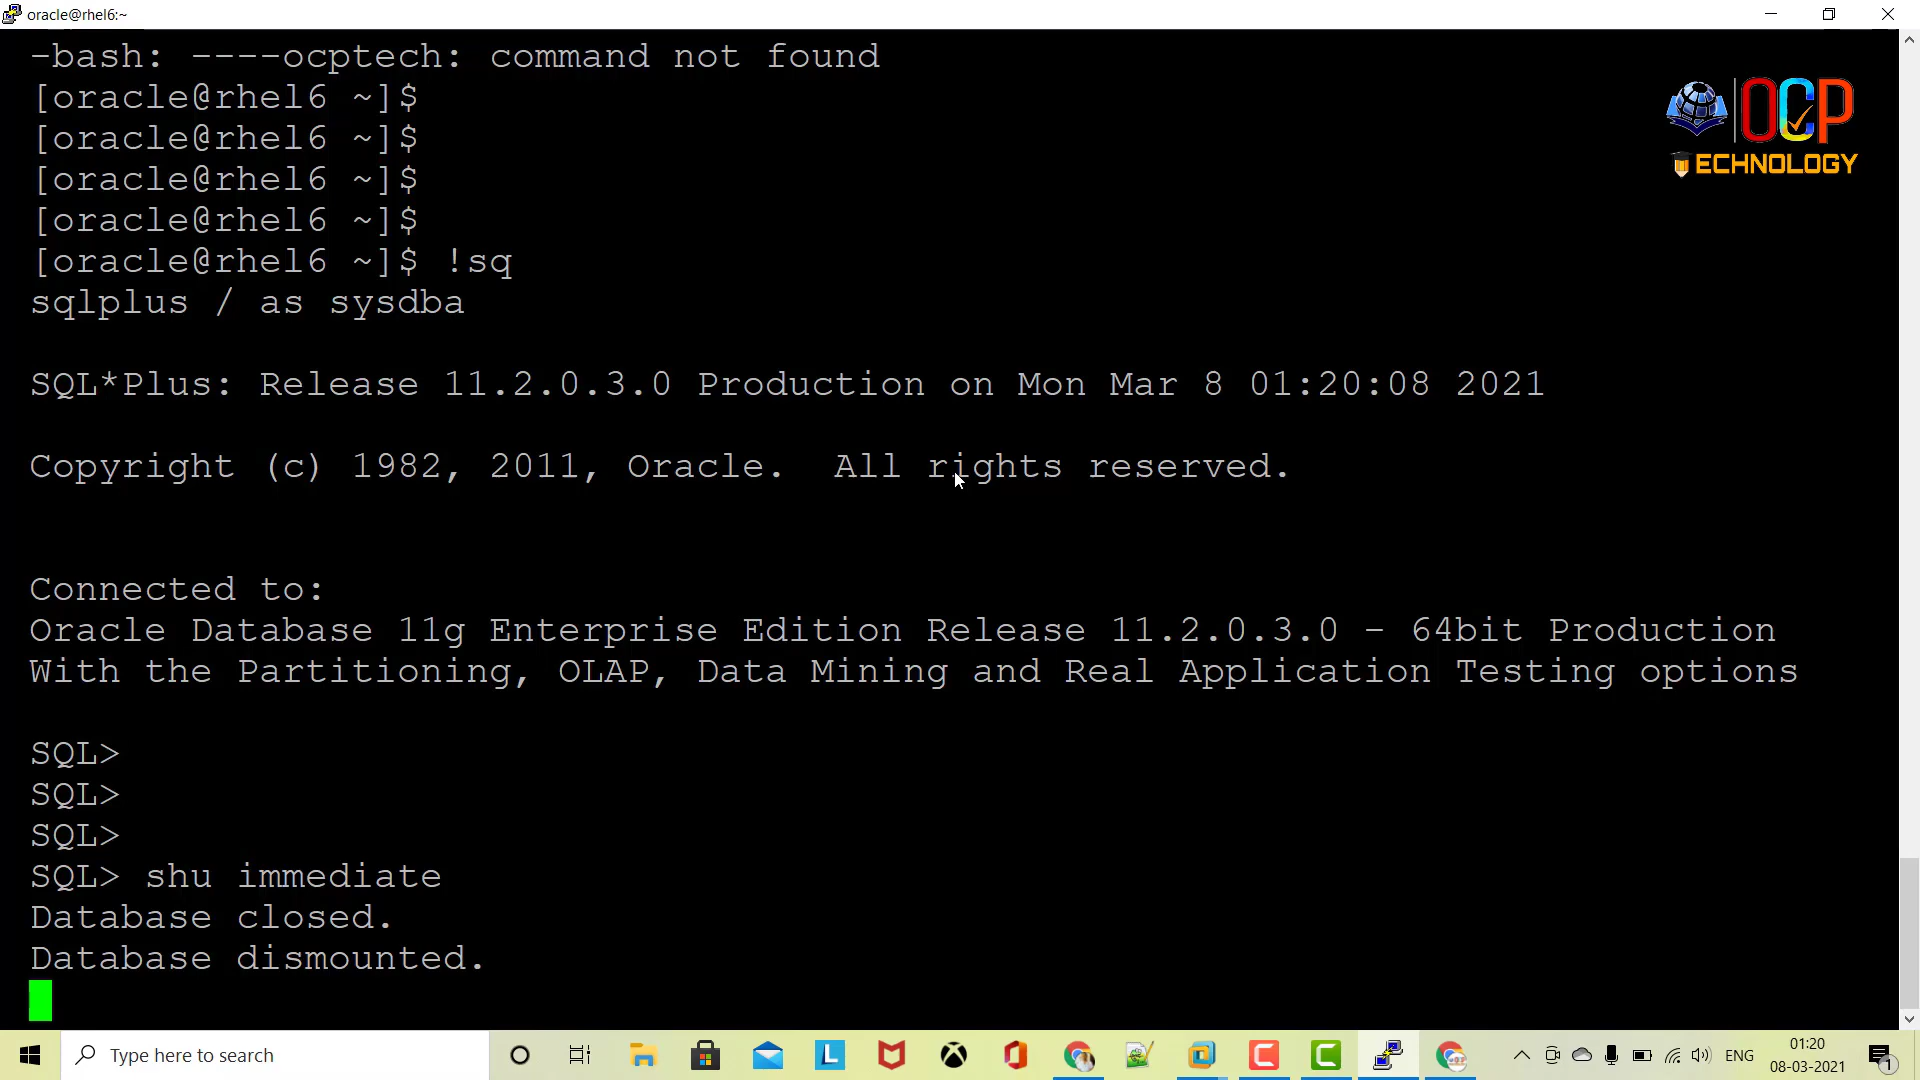 oracle@rhel6:~
-bash: ----ocptech: command not found
[oracle@rhel6 ~]$
[oracle@rhel6 ~]$
[oracle@rhel6 ~]$
[oracle@rhel6 ~]$
[oracle@rhel6 ~]$ !sq
sqlplus / as sysdba
SQL*Plus: Release 11.2.0.3.0 Production on Mon Mar 8 01:20:08 2021
Copyright (c) 1982, 2011, Oracle.  All rights reserved.
Connected to:
Oracle Database 11g Enterprise Edition Release 11.2.0.3.0 - 64bit Production
With the Partitioning, OLAP, Data Mining and Real Application Testing options
SQL>
SQL>
SQL>
SQL> shu immediate
Database closed.
Database dismounted.
OCP
ECHNOLOGY
Type here to search
L
ENG
01:20
08-03-2021
1